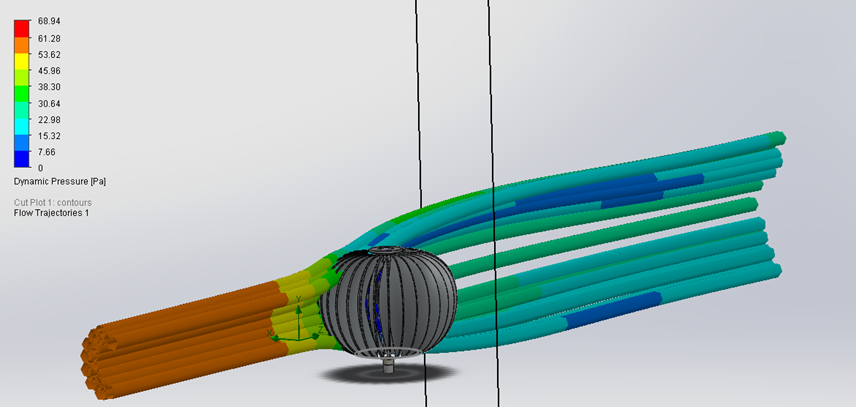 68.94
61.28
53.62
45.96
38.30
30.64
22.98
15.32
7.66
0
Dynamic Pressure [Pa]
Cut Plot 1: contours
Flow Trajectories 1
Y
X
Z